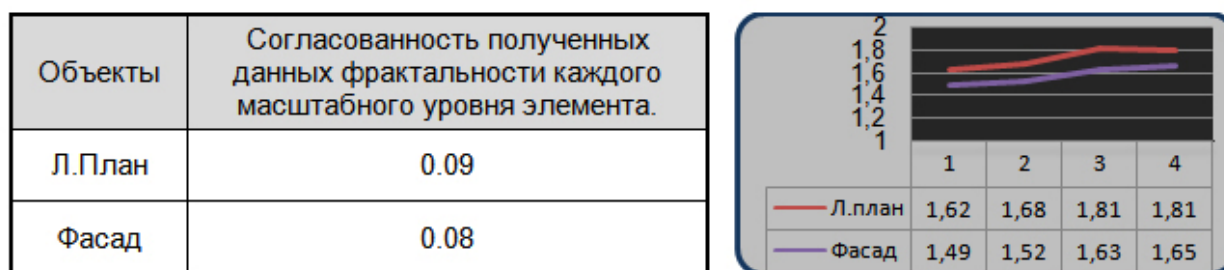 Объекты
Согласованность полученных
данных фрактальности каждого
масштабного уровня элемента.
Л.План 0.09
Фасад 0.08
2
1,8
1,6
1,4
1,2
1
1 2 3 4
Л.план 1,62 1,68 1,81 1,81
Фасад 1,49 1,52 1,63 1,65